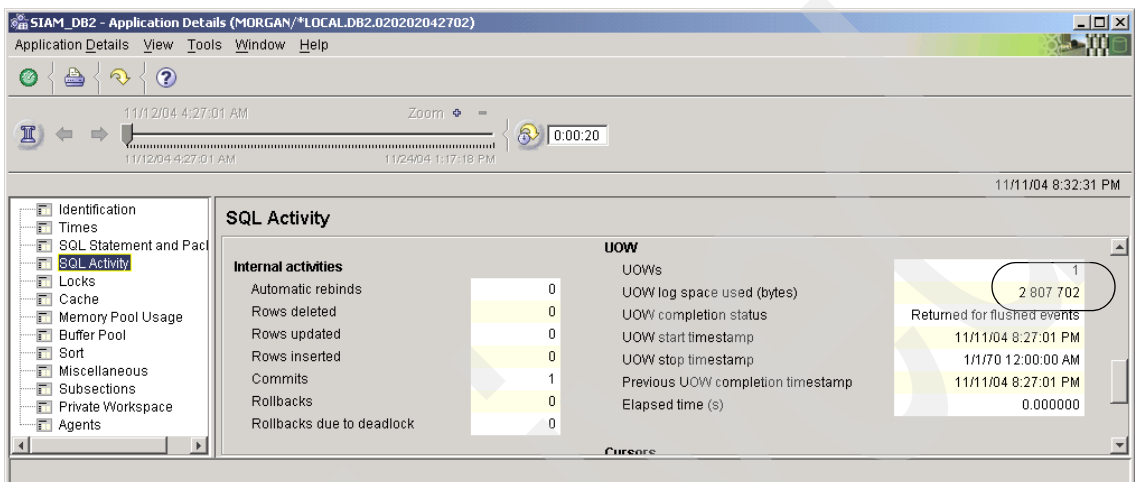 SIAM_DB2 - Application Details (MORGAN/*LOCAL.DB2.020202042702)
Application Details View Tools Window Help
11/12/04 4:27:01 AM Zoom + -
0:00:20
11/12/04 4:27:01 AM 11/24/04 1:17:18 PM
11/11/04 8:32:31 PM
Identification
Times
SQL Statement and Pacl
SQL Activity
Locks
Cache
Memory Pool Usage
Buffer Pool
Sort
Miscellaneous
Subsections
Private Workspace
Agents
SQL Activity
Internal activities
Automatic rebinds 0
Rows deleted 0
Rows updated 0
Rows inserted 0
Commits 1
Rollbacks 0
Rollbacks due to deadlock 0
UOW
UOWs 1
UOW log space used (bytes) 2 807 702
UOW completion status Returned for flushed events
UOW start timestamp 11/11/04 8:27:01 PM
UOW stop timestamp 1/1/70 12:00:00 AM
Previous UOW completion timestamp 11/11/04 8:27:01 PM
Elapsed time (s) 0.000000
Cursors